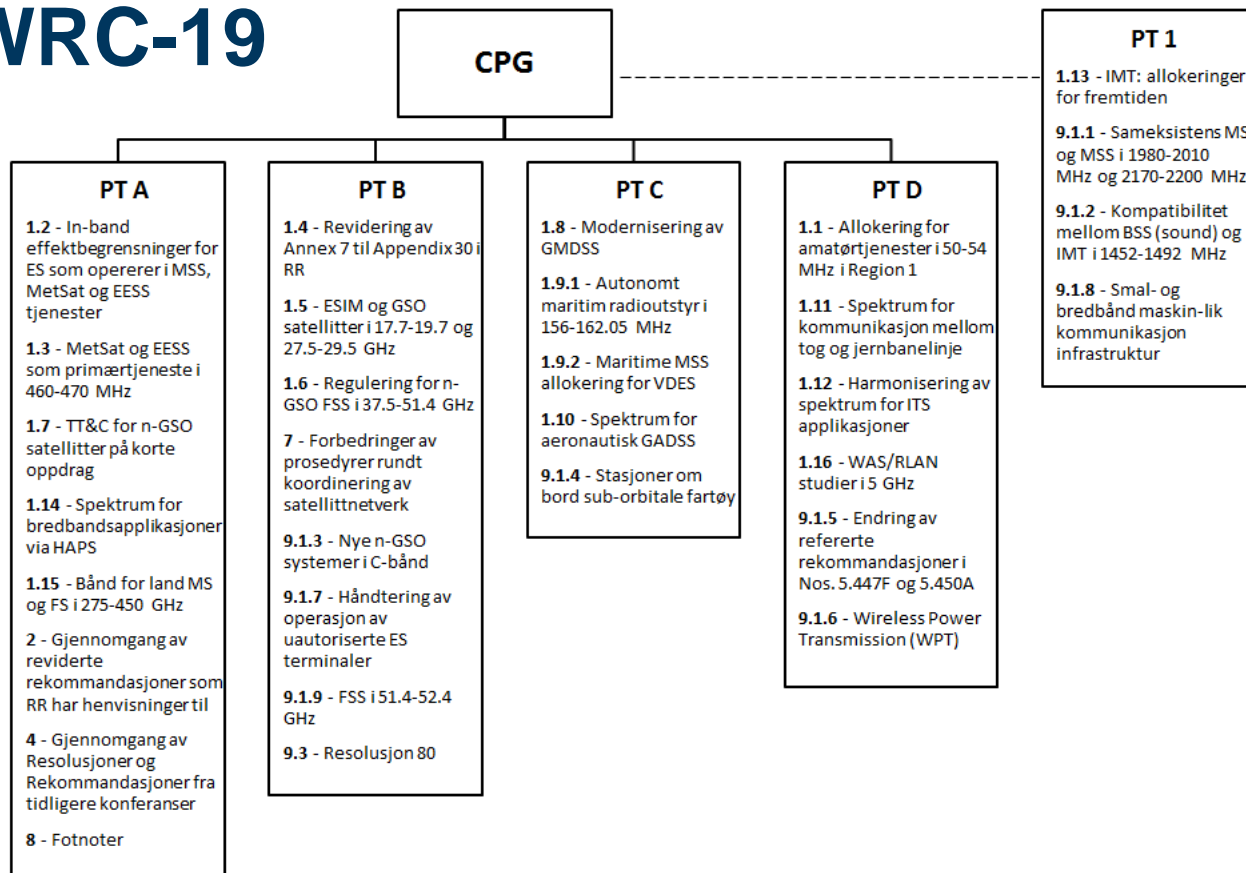 WRC-19
CPG
PT 1
1.13 - IMT: allokeringer
for fremtiden
9.1.1 - Sameksistens MS
og MSS i 1980-2010
MHz og 2170-2200 MHz
9.1.2 - Kompatibilitet
mellom BSS (sound) og
IMT i 1452-1492 MHz
9.1.8 - Smal- og
bredbånd maskin-lik
kommunikasjon
infrastruktur
PT A
1.2 - In-band
effektbegrensninger for
ES som opererer i MSS,
MetSat og EESS
tjenester
1.3 - MetSat og EESS
som primærtjeneste i
460-470 MHz
1.7 - TT&C for n-GSO
satellitter på korte
oppdrag
1.14 - Spektrum for
bredbandsapplikasjoner
via HAPS
1.15 - Bånd for land MS
og FS i 275-450 GHz
2 - Gjennomgang av
reviderte
rekommandasjoner som
RR har henvisninger til
4 - Gjennomgang av
Resolusjoner og
Rekommandasjoner fra
tidligere konferanser
8 - Fotnoter
PT B
1.4 - Revidering av
Annex 7 til Appendix 30 i
RR
1.5 - ESIM og GSO
satellitter i 17.7-19.7 og
27.5-29.5 GHz
1.6 - Regulering for n-
GSO FSS i 37.5-51.4 GHz
7 - Forbedringer av
prosedyrer rundt
koordinering av
satellittnetverk
9.1.3 - Nye n-GSO
systemer i C-bånd
9.1.7 - Håndtering av
operasjon av
uautoriserte ES
terminaler
9.1.9 - FSS i 51.4-52.4
GHz
9.3 - Resolusjon 80
PT C
1.8 - Modernisering av
GMDSS
1.9.1 - Autonomt
maritim radioutstyr i
156-162.05 MHz
1.9.2 - Maritime MSS
allokering for VDES
1.10 - Spektrum for
aeronautisk GADSS
9.1.4 - Stasjoner om
bord sub-orbitale fartøy
PT D
1.1 - Allokering for
amatørtjenester i 50-54
MHz i Region 1
1.11 - Spektrum for
kommunikasjon mellom
tog og jernbanelinje
1.12 - Harmonisering av
spektrum for ITS
applikasjoner
1.16 - WAS/RLAN
studier i 5 GHz
9.1.5 - Endring av
refererte
rekommandasjoner i
Nos. 5.447F og 5.450A
9.1.6 - Wireless Power
Transmission (WPT)